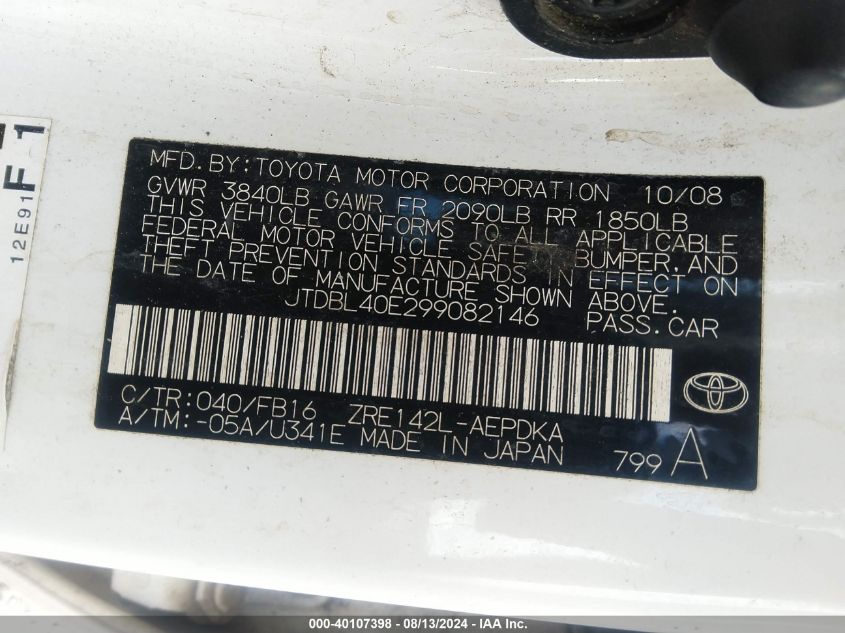 F 1
12E91
MFD. BY: TOYOTA MOTOR CORPORATION 10/08
GVWR 3840LB GAWR FR 2090LB RR 1850LB
THIS VEHICLE CONFORMS TO ALL APPLICABLE
FEDERAL MOTOR VEHICLE SAFETY, BUMPER, AND
THEFT PREVENTION STANDARDS IN EFFECT ON
THE DATE OF MANUFACTURE SHOWN ABOVE.
JTDBL40E299082146 PASS. CAR
C/TR: 040/FB16 ZRE142L-AEPDKA
A/TM: -05A/U341E MADE IN JAPAN 799 A
000-40107398 - 08/13/2024 - IAA Inc.